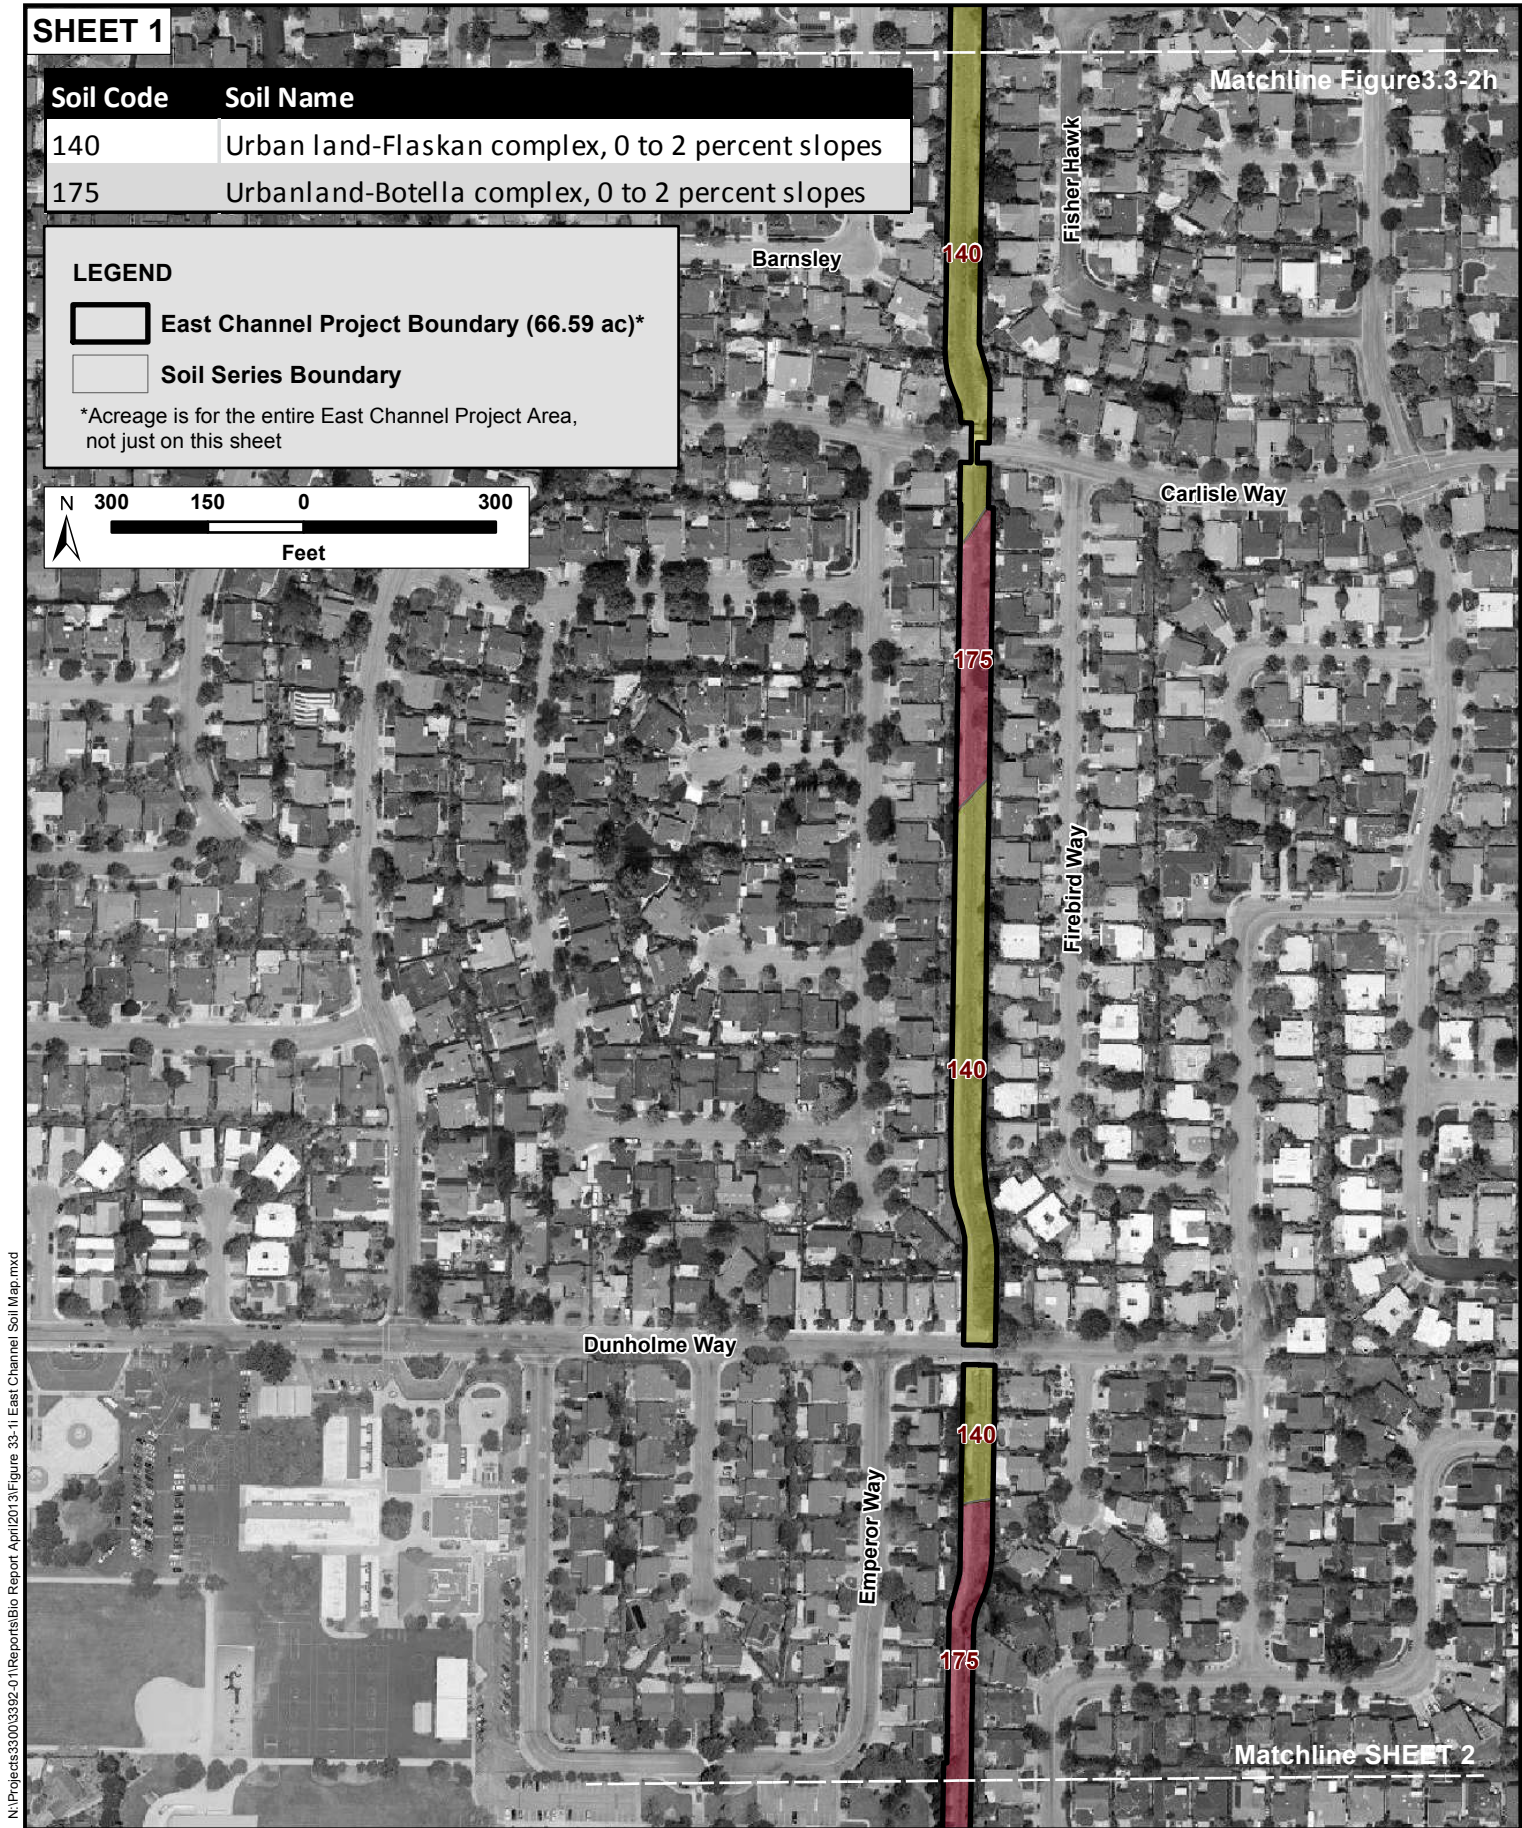 SHEET 1
Matchline Figure3.3-2h
Soil Code Soil Name
140 Urban land-Flaskan complex, 0 to 2 percent slopes
175 Urbanland-Botella complex, 0 to 2 percent slopes
Fisher Hawk
140
Barnsley
LEGEND
East Channel Project Boundary (66.59 ac)*
Soil Series Boundary
*Acreage is for the entire East Channel Project Area,
not just on this sheet
N 300 150 0 300
Feet
Carlisle Way
175
Firebird Way
140
Dunholme Way
140
Emperor Way
175
Matchline SHEET 2
N:\Projects3300\3392-01\Reports\Bio Report April2013\Figure 33-1i East Channel Soil Map.mxd